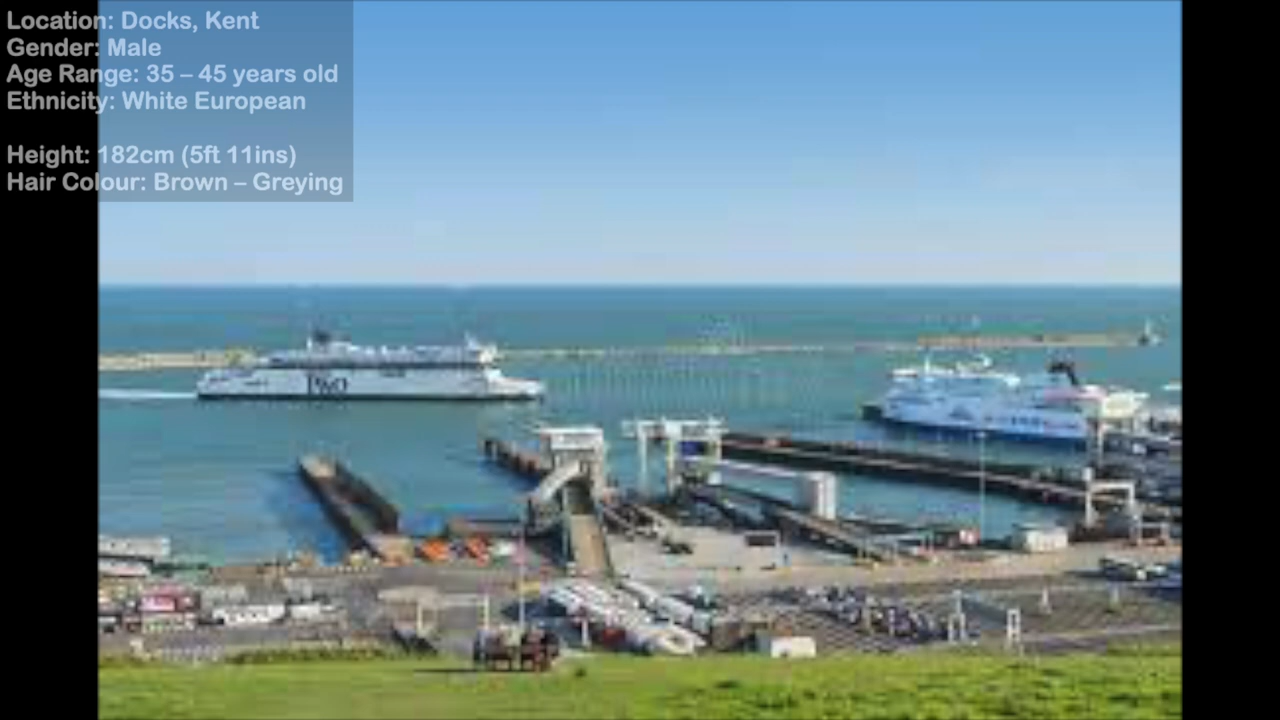 Location: Docks, Kent
Gender: Male
Age Range: 35 – 45 years old
Ethnicity: White European
Height: 182cm (5ft 11ins)
Hair Colour: Brown – Greying
P&O